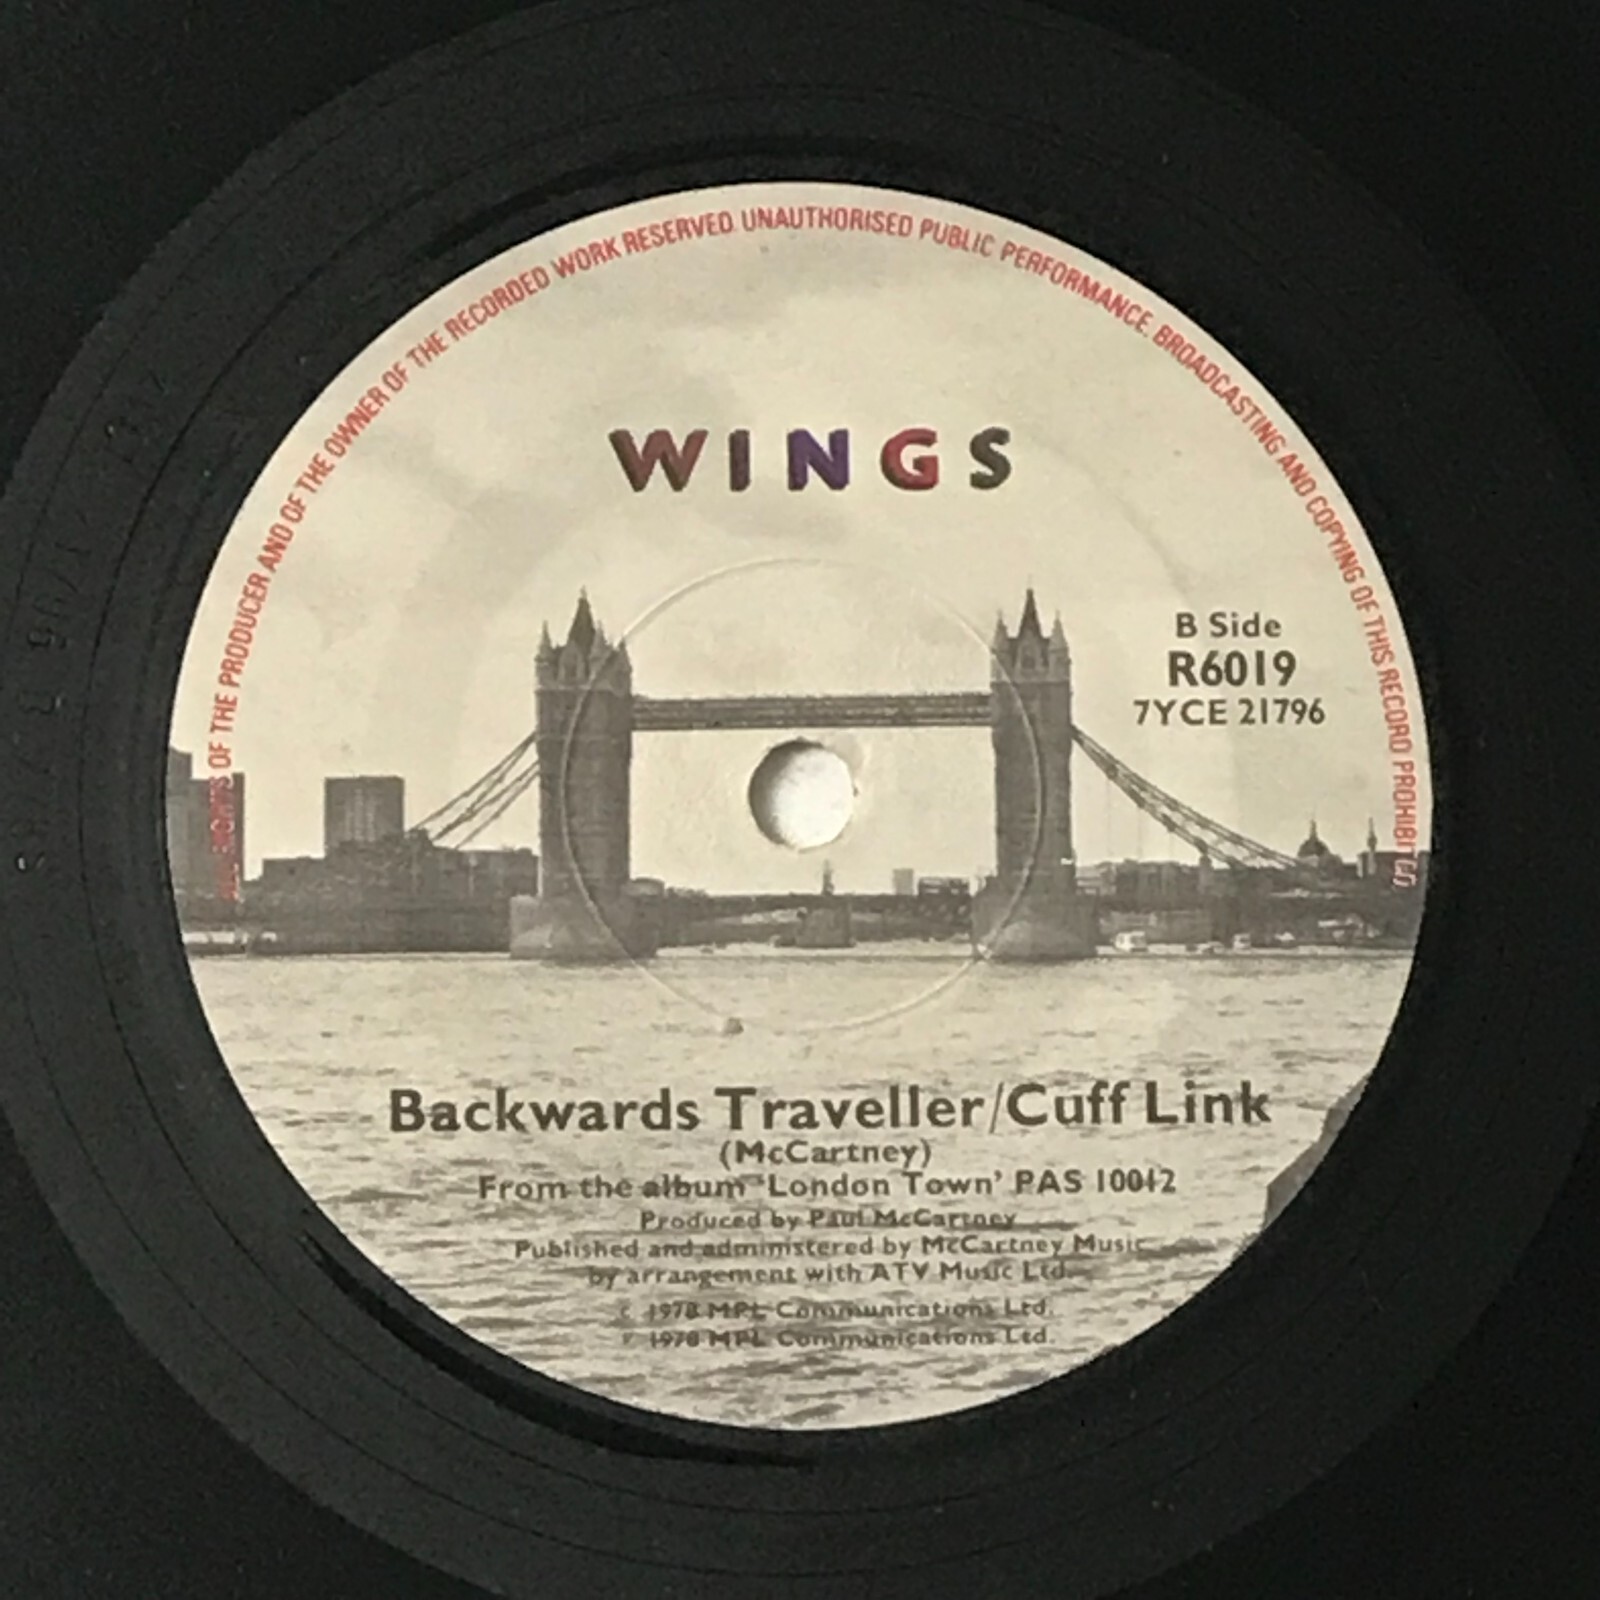 ALL RIGHTS OF THE PRODUCER AND OF THE OWNER OF THE RECORDED WORK RESERVED. UNAUTHORISED PUBLIC PERFORMANCE, BROADCASTING AND COPYING OF THIS RECORD PROHIBITED
WINGS
B Side
R6019
7YCE 21796
Backwards Traveller/Cuff Link
(McCartney)
From the album 'London Town' PAS 10012
Produced by Paul McCartney
Published and administered by McCartney Music
by arrangement with ATV Music Ltd.
© 1978 MPL Communications Ltd.
℗ 1978 MPL Communications Ltd.